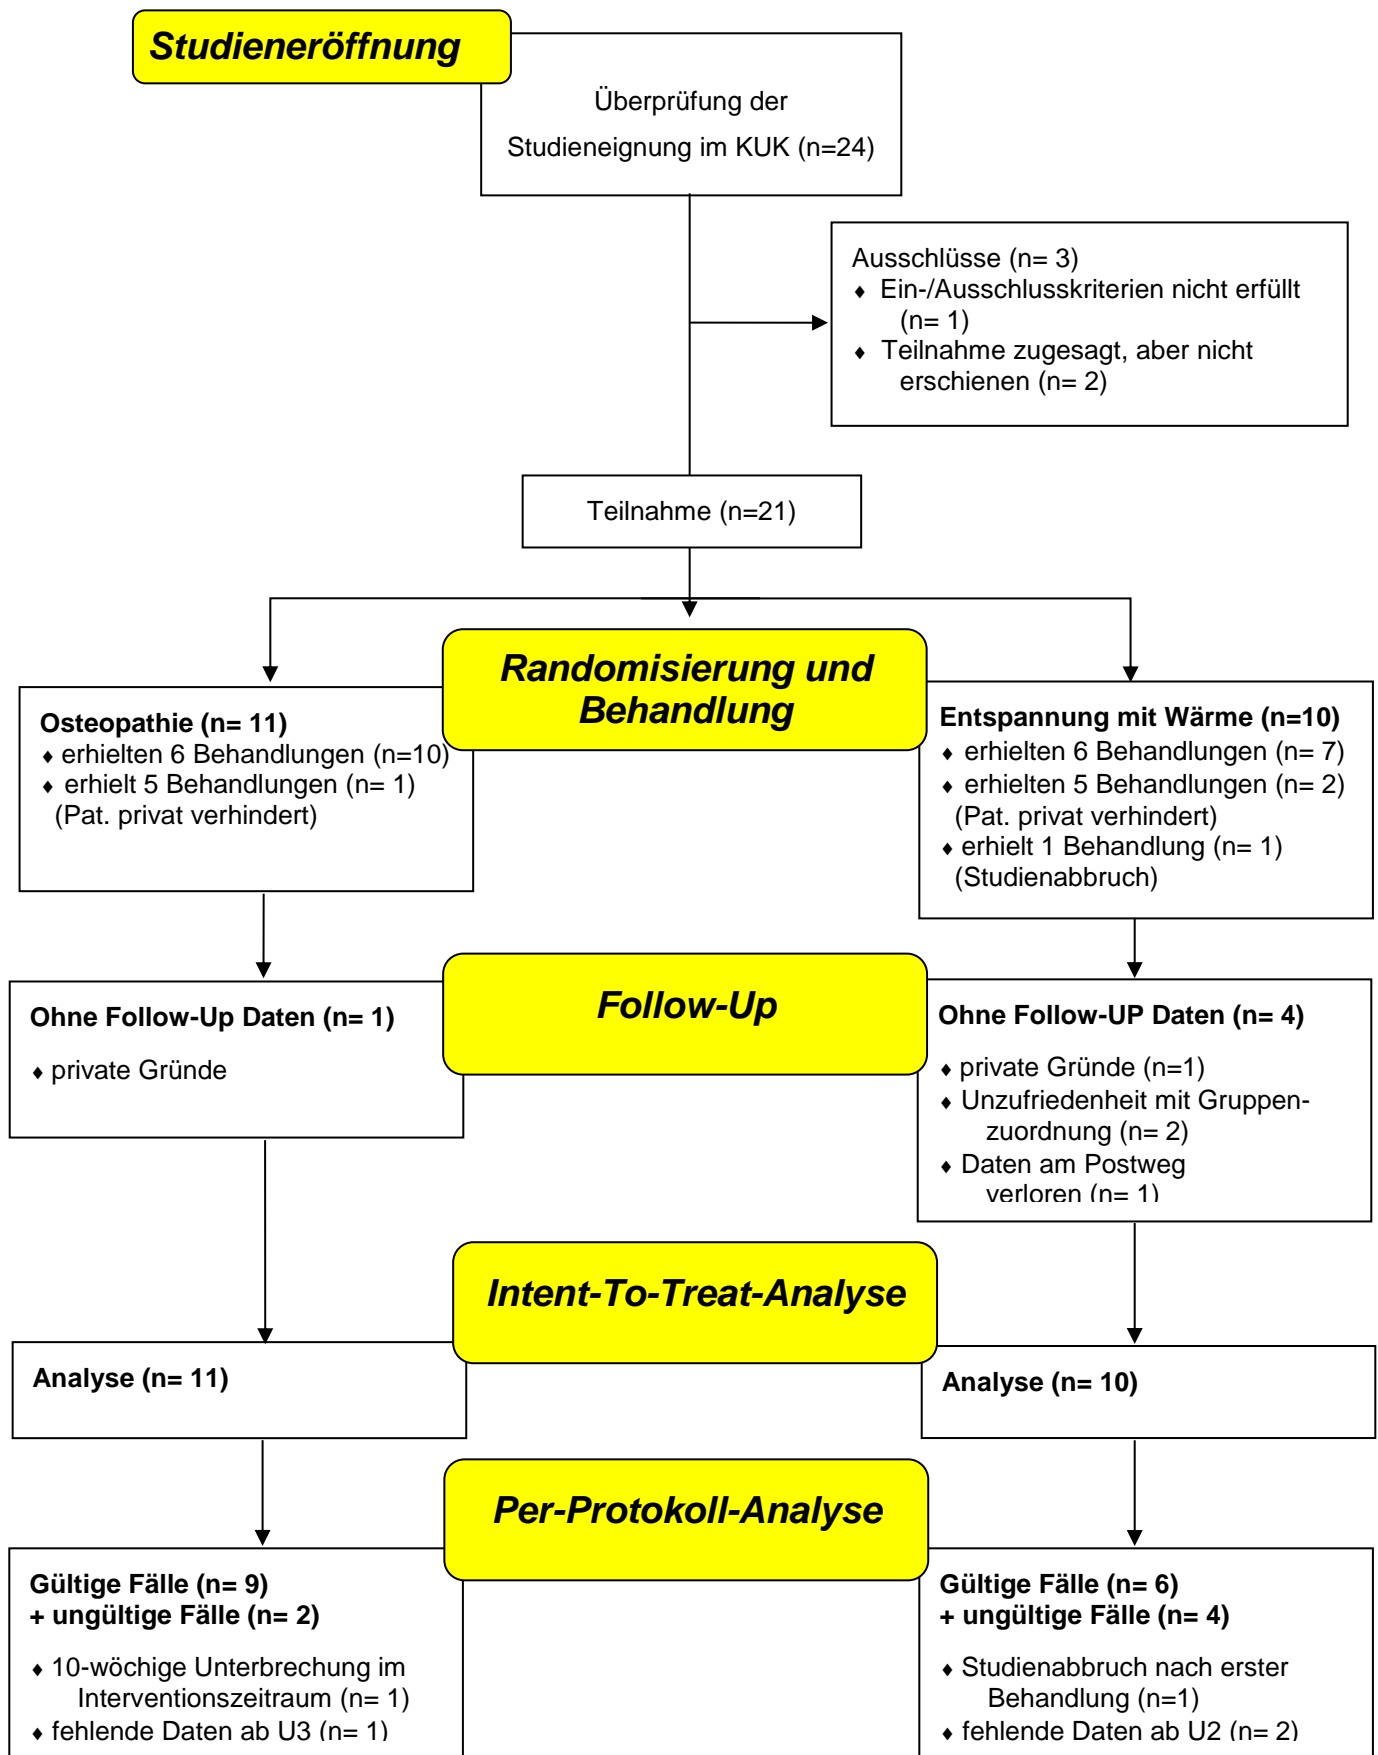 Studieneröffnung
Überprüfung der
Studieneignung im KUK (n=24)
Ausschlüsse (n= 3)
♦ Ein-/Ausschlusskriterien nicht erfüllt
(n= 1)
♦ Teilnahme zugesagt, aber nicht
erschienen (n= 2)
Teilnahme (n=21)
Randomisierung und
Behandlung
Osteopathie (n= 11)
♦ erhielten 6 Behandlungen (n=10)
♦ erhielt 5 Behandlungen (n= 1)
(Pat. privat verhindert)
Entspannung mit Wärme (n=10)
♦ erhielten 6 Behandlungen (n= 7)
♦ erhielten 5 Behandlungen (n= 2)
(Pat. privat verhindert)
♦ erhielt 1 Behandlung (n= 1)
(Studienabbruch)
Follow-Up
Ohne Follow-Up Daten (n= 1)
♦ private Gründe
Ohne Follow-UP Daten (n= 4)
♦ private Gründe (n=1)
♦ Unzufriedenheit mit Gruppen-
zuordnung (n= 2)
♦ Daten am Postweg
verloren (n= 1)
Intent-To-Treat-Analyse
Analyse (n= 11)
Analyse (n= 10)
Per-Protokoll-Analyse
Gültige Fälle (n= 9)
+ ungültige Fälle (n= 2)
♦ 10-wöchige Unterbrechung im
Interventionszeitraum (n= 1)
♦ fehlende Daten ab U3 (n= 1)
Gültige Fälle (n= 6)
+ ungültige Fälle (n= 4)
♦ Studienabbruch nach erster
Behandlung (n=1)
♦ fehlende Daten ab U2 (n= 2)